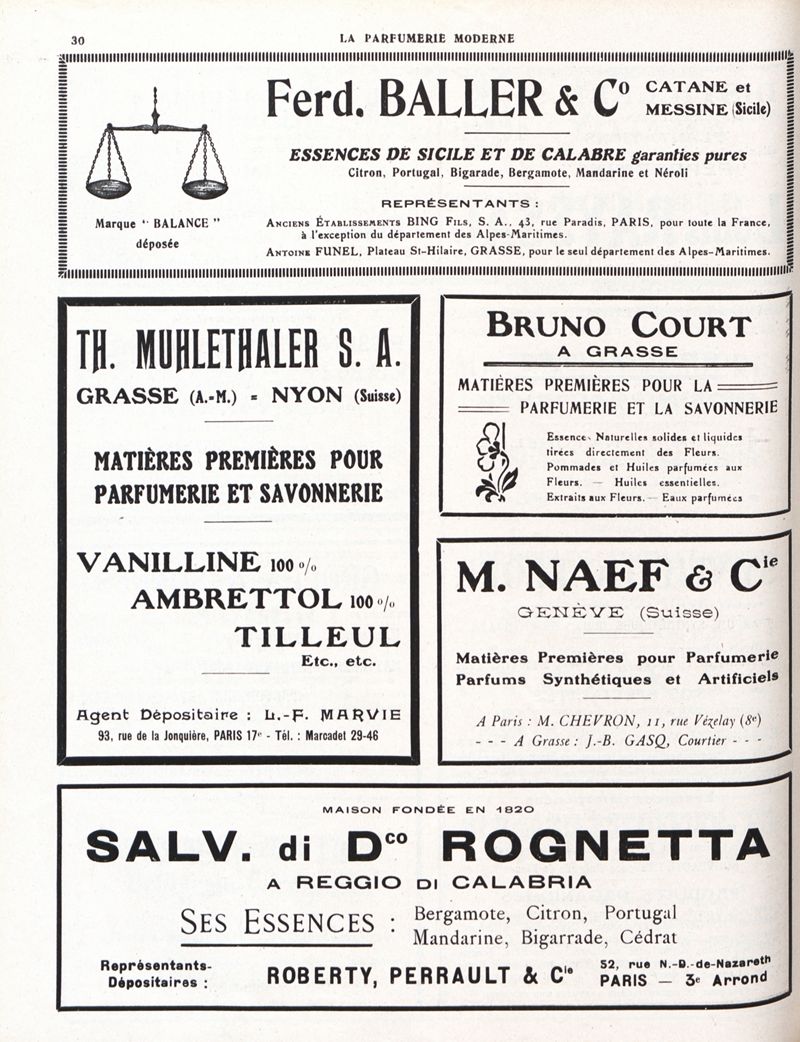 30
LA PARFUMERIE MODERNE
Ferd. BALLER & Cº CATANE et
MESSINE (Sicile)
ESSENCES DE SICILE ET DE CALABRE garanties pures
Citron, Portugal, Bigarade, Bergamote, Mandarine et Néroli
Marque “ BALANCE ”
déposée
REPRÉSENTANTS :
ANCIENS ÉTABLISSEMENTS BING FILS, S. A., 43, rue Paradis, PARIS, pour toute la France,
à l'exception du département des Alpes-Maritimes.
ANTOINE FUNEL, Plateau St-Hilaire, GRASSE, pour le seul département des Alpes-Maritimes.
TH. MUHLETHALER S. A.
GRASSE (A.-M.) = NYON (Suisse)
MATIÈRES PREMIÈRES POUR
PARFUMERIE ET SAVONNERIE
VANILLINE 100 o/o
AMBRETTOL 100 o/o
TILLEUL
Etc., etc.
Agent Dépositaire : L.-F. MARVIE
93, rue de la Jonquière, PARIS 17e - Tél. : Marcadet 29-46
BRUNO COURT
A GRASSE
MATIÈRES PREMIÈRES POUR LA
PARFUMERIE ET LA SAVONNERIE
Essences Naturelles solides et liquides
tirées directement des Fleurs.
Pommades et Huiles parfumées aux
Fleurs. — Huiles essentielles.
Extraits aux Fleurs. — Eaux parfumées
M. NAEF & Cie
GENÈVE (Suisse)
Matières Premières pour Parfumerie
Parfums Synthétiques et Artificiels
A Paris : M. CHEVRON, 11, rue Vézelay (8e)
- - - A Grasse : J.-B. GASQ, Courtier - - -
MAISON FONDÉE EN 1820
SALV. di Dco ROGNETTA
A REGGIO DI CALABRIA
SES ESSENCES : Bergamote, Citron, Portugal
Mandarine, Bigarrade, Cédrat
Représentants-
Dépositaires :
ROBERTY, PERRAULT & Cie
52, rue N.-D.-de-Nazareth
PARIS — 3e Arrond